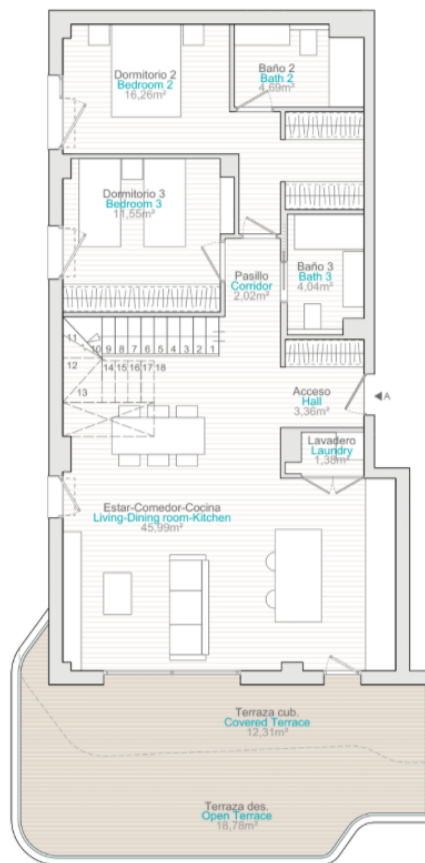 Dormitorio 2
Bedroom 2
16,26m²
Baño 2
Bath 2
4,69m²
Dormitorio 3
Bedroom 3
11,55m²
Pasillo
Corridor
2,02m²
Baño 3
Bath 3
4,04m²
11
10 9 8 7 6 5 4 3 2 1
12
14 15 16 17 18
13
Acceso
Hall
3,36m²
A
Lavadero
Laundry
1,38m²
Estar-Comedor-Cocina
Living-Dining room-Kitchen
45,99m²
Terraza cub.
Covered Terrace
12,31m²
Terraza des.
Open Terrace
18,78m²